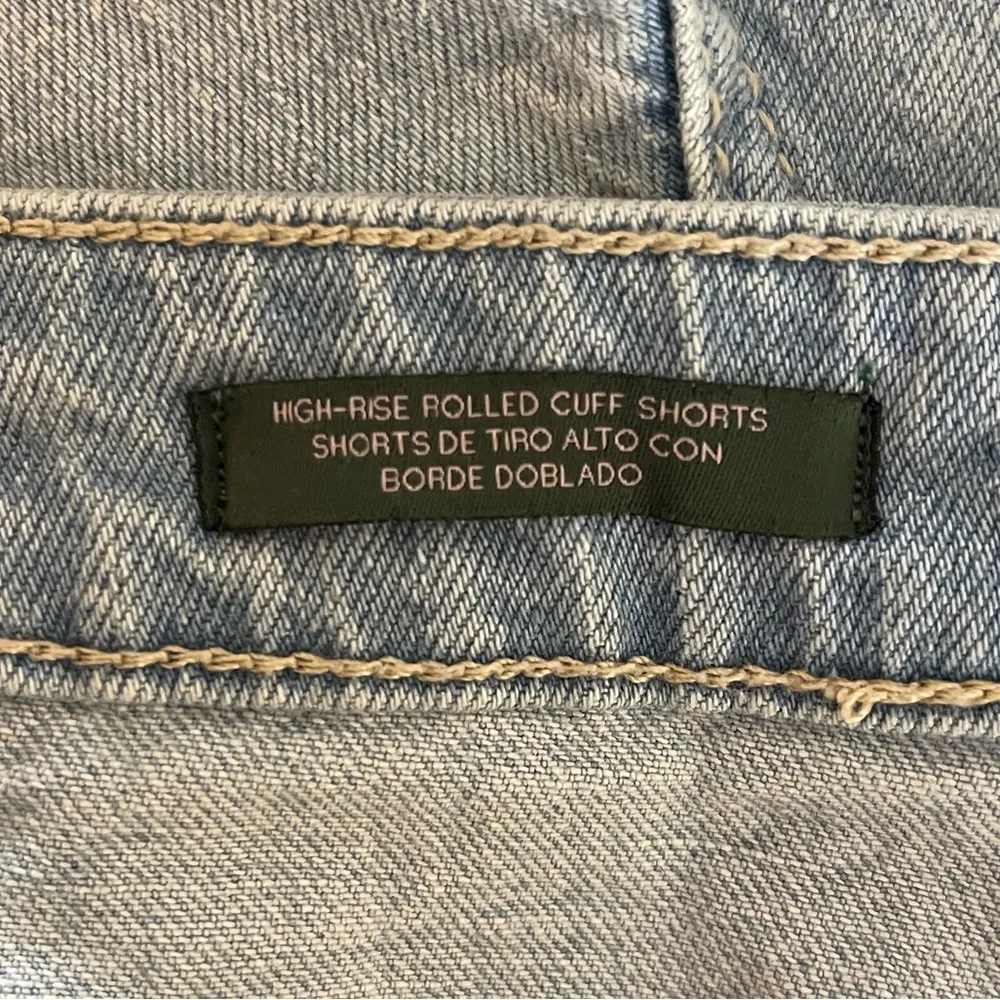 HIGH-RISE ROLLED CUFF SHORTS
SHORTS DE TIRO ALTO CON
BORDE DOBLADO